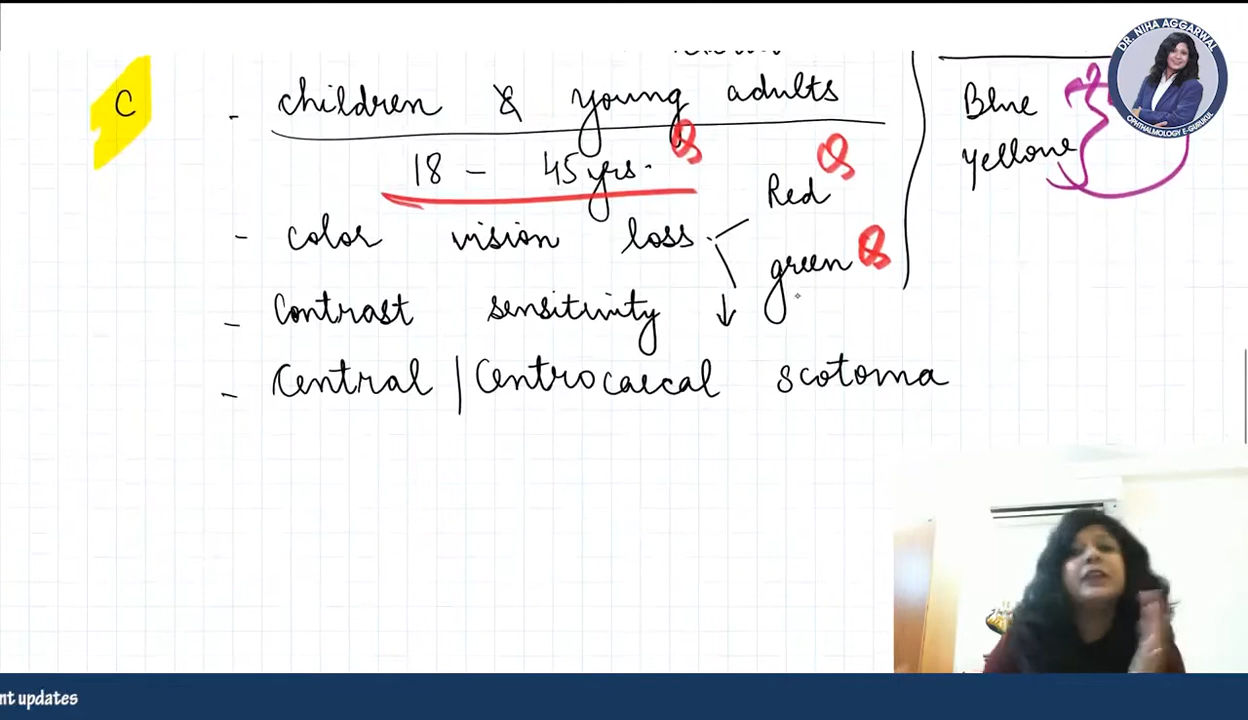 DR. NIHA AGGARWAL
OPHTHALMOLOGY E-GURUKUL
C
- children & young adults
18 - 45 yrs.
Blue
Yellow
- color vision loss
Red
green
- Contrast sensitivity ↓
- Central / Centrocaecal scotoma
nt updates